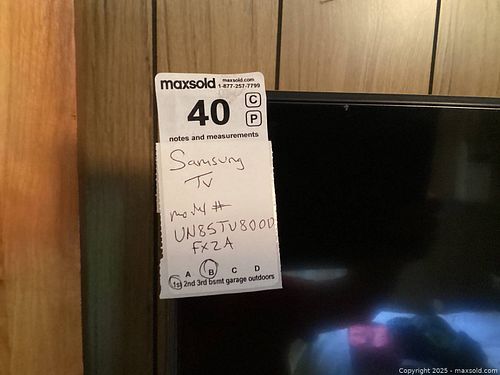 maxsold maxsold.com
1-877-257-7799
40 C
P
notes and measurements
Samsung
TV
model #
UN85TU800D
FXZA
A B C D
1st 2nd 3rd bsmt garage outdoors
Copyright 2025 - maxsold.com